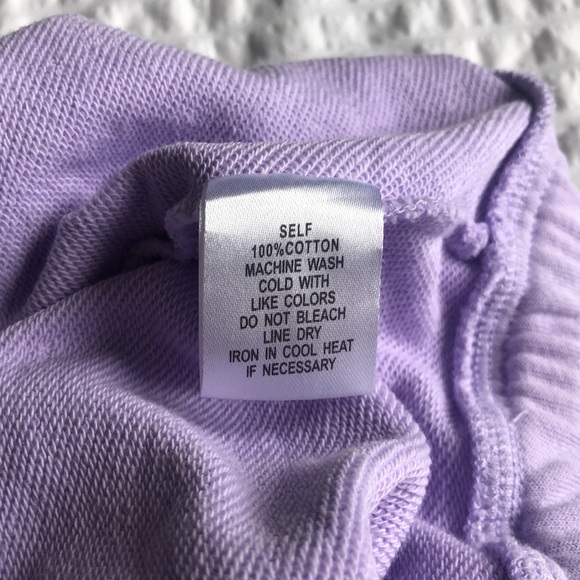 SELF
100%COTTON
MACHINE WASH
COLD WITH
LIKE COLORS
DO NOT BLEACH
LINE DRY
IRON IN COOL HEAT
IF NECESSARY